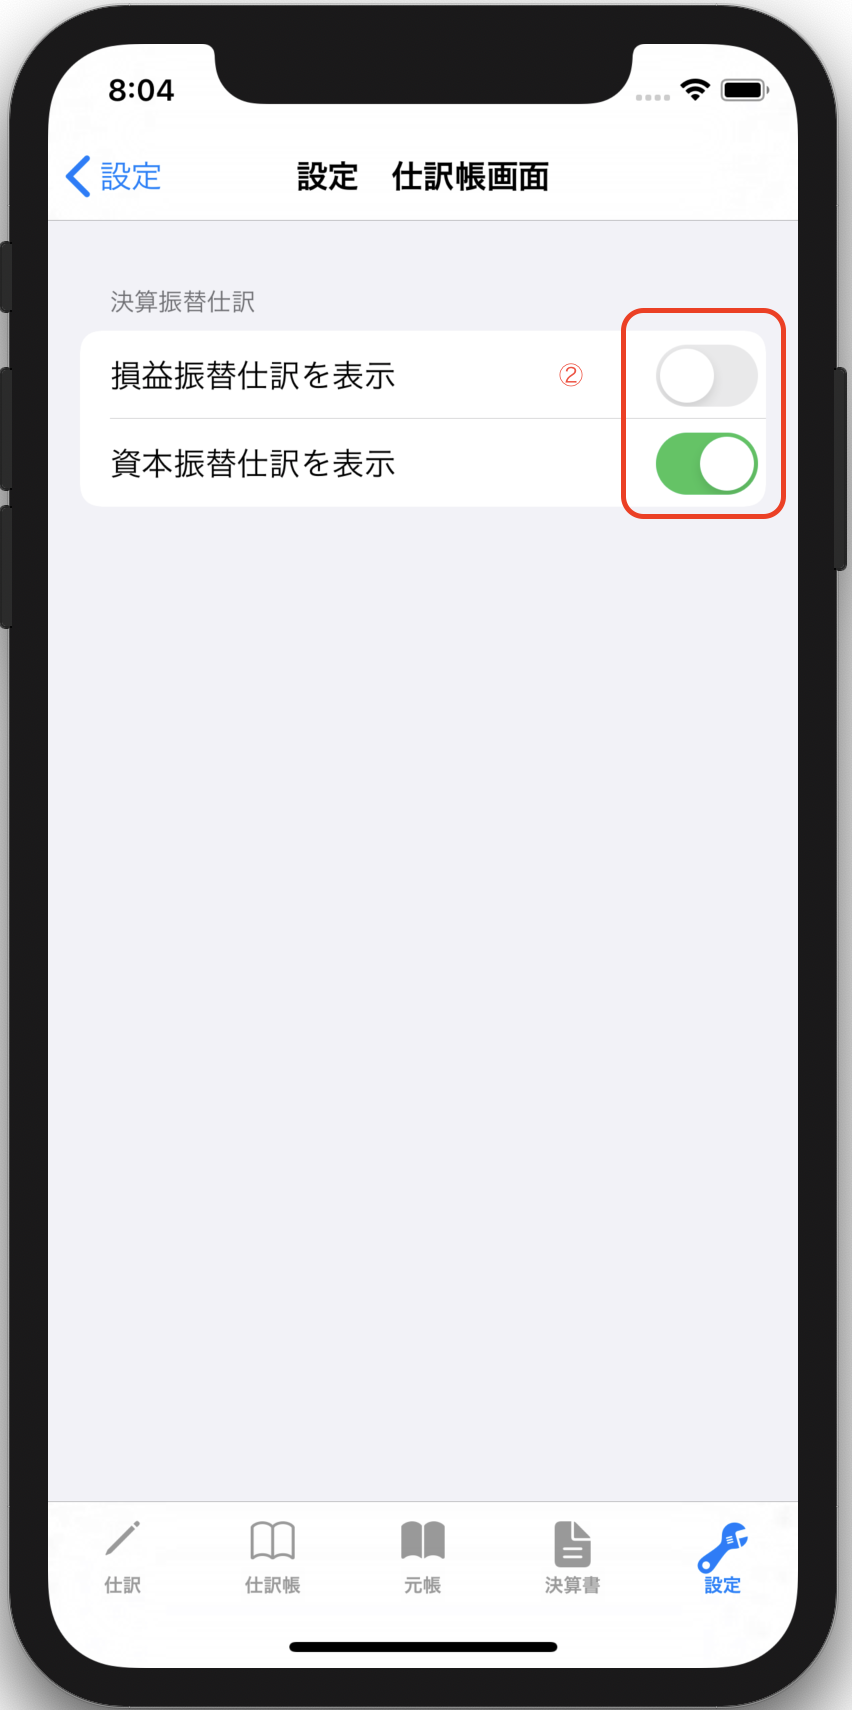 8:04
設定
設定 仕訳帳画面
決算振替仕訳
損益振替仕訳を表示 ②
資本振替仕訳を表示
仕訳 仕訳帳 元帳 決算書 設定